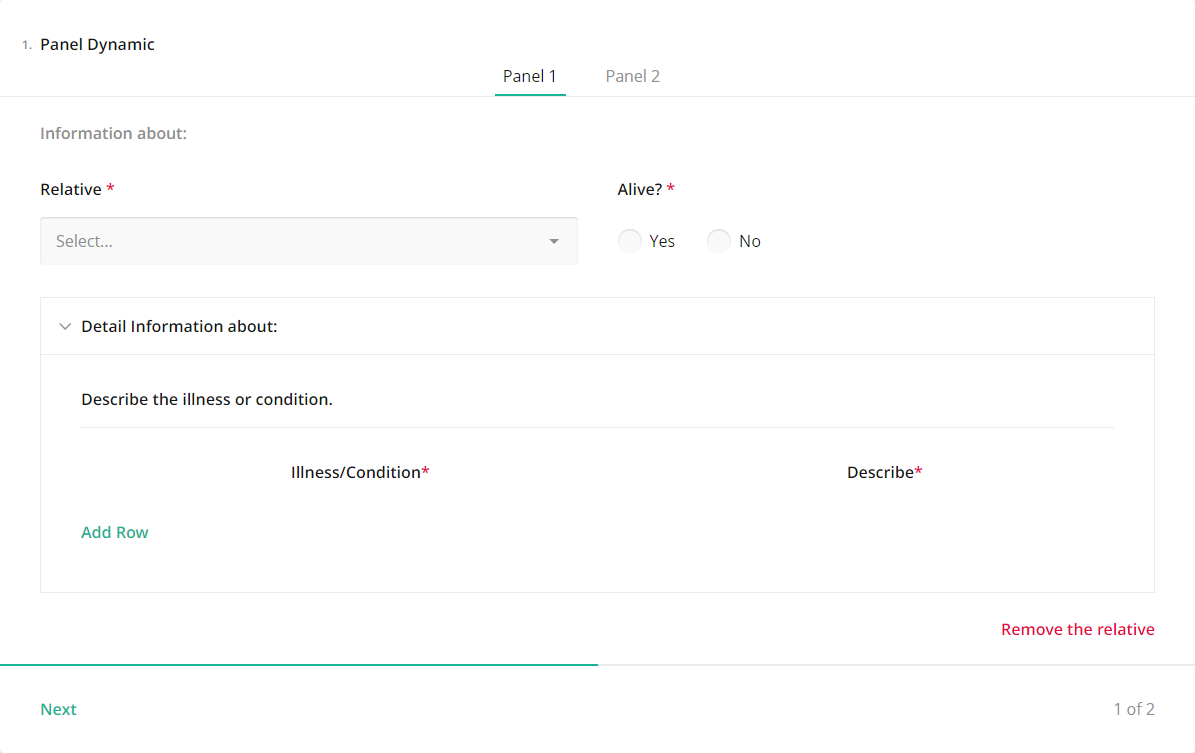 1. Panel Dynamic
Panel 1 Panel 2
Information about:
Relative * Alive? *
Select... Yes No
Detail Information about:
Describe the illness or condition.
Illness/Condition* Describe*
Add Row
Remove the relative
Next 1 of 2